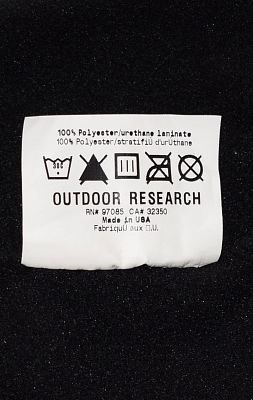 100% Polyester/urethane laminate
100% Polyester/stratifiÜ d'urÜthane
50C
OUTDOOR RESEARCH
RN# 97085 CA# 32350
Made in USA
FabriquÜ aux É.U.